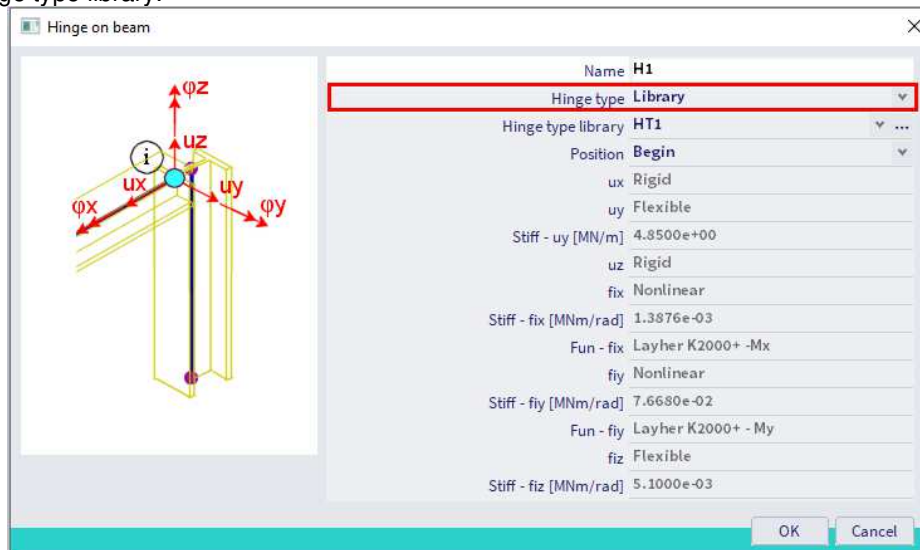 ge type library.
Hinge on beam
Name H1
Hinge type Library
Hinge type library HT1 ...
Position Begin
ux Rigid
uy Flexible
Stiff - uy [MN/m] 4.8500e+00
uz Rigid
fix Nonlinear
Stiff - fix [MNm/rad] 1.3876e-03
Fun - fix Layher K2000+ -Mx
fiy Nonlinear
Stiff - fiy [MNm/rad] 7.6680e-02
Fun - fiy Layher K2000+ - My
fiz Flexible
Stiff - fiz [MNm/rad] 5.1000e-03
φz
uz
i
ux
uy
φx
φy
OK Cancel